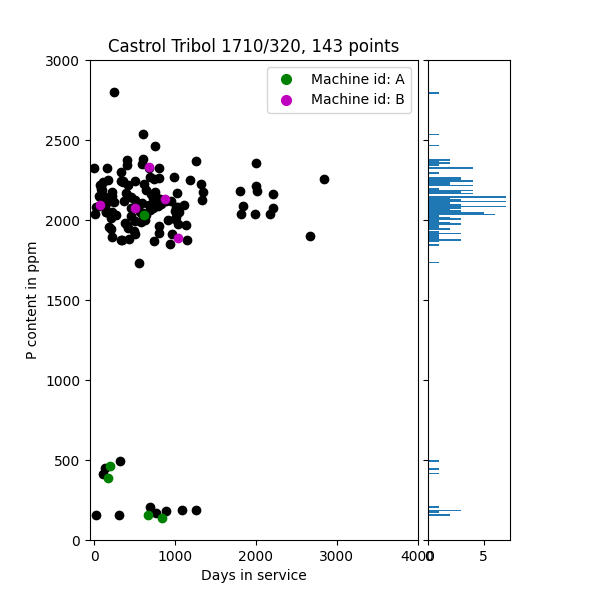 Castrol Tribol 1710/320, 143 points
Machine id: A
Machine id: B
3000
2500
2000
1500
1000
500
0
P content in ppm
0
1000
2000
3000
4000
0
5
Days in service